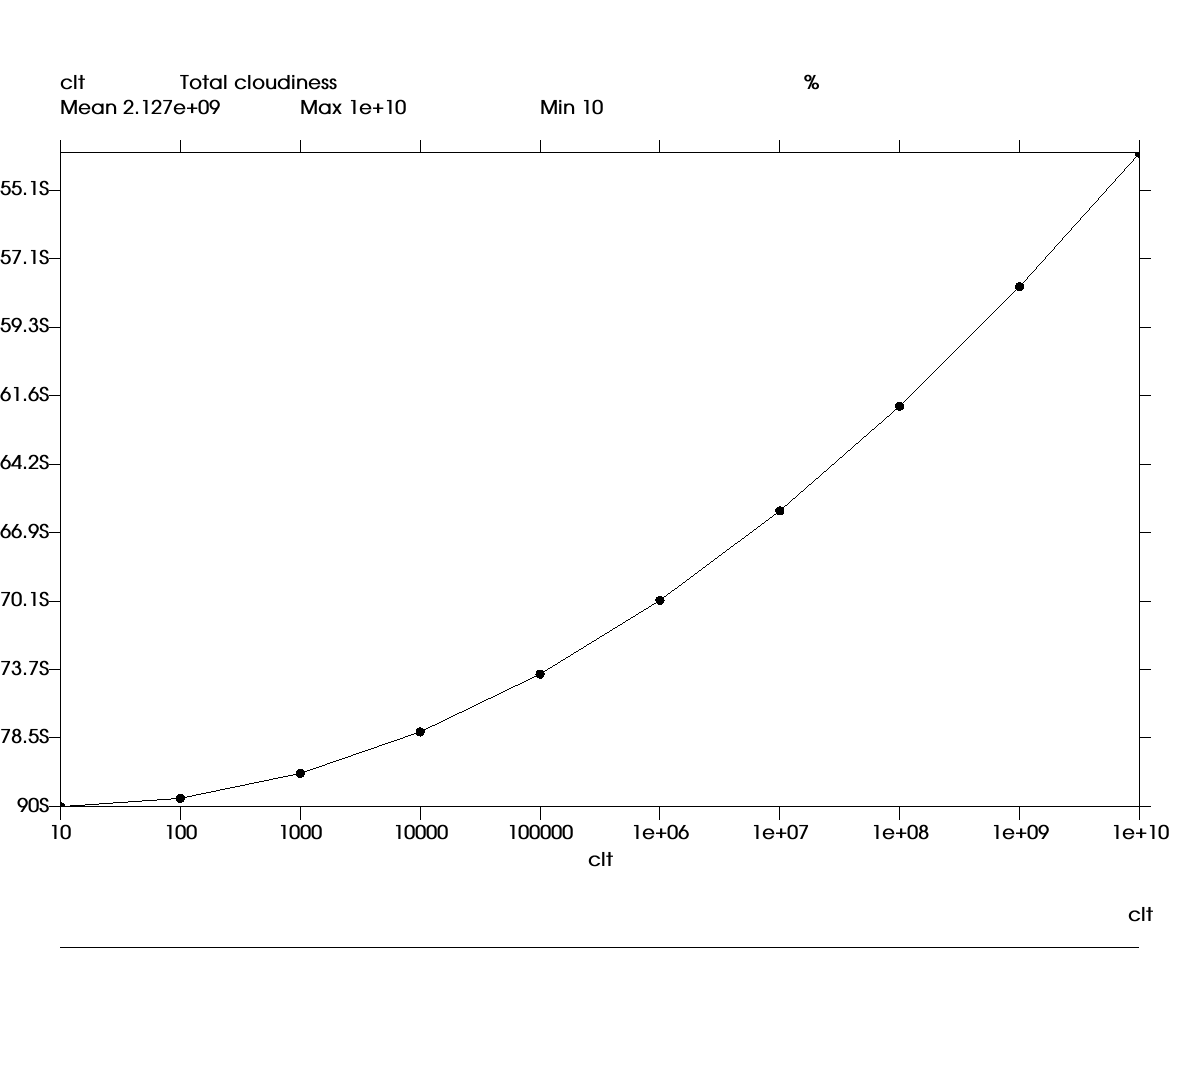 clt Total cloudiness %
Mean 2.127e+09 Max 1e+10 Min 10
55.1S
57.1S
59.3S
61.6S
64.2S
66.9S
70.1S
73.7S
78.5S
90S
10 100 1000 10000 100000 1e+06 1e+07 1e+08 1e+09 1e+10
clt
clt